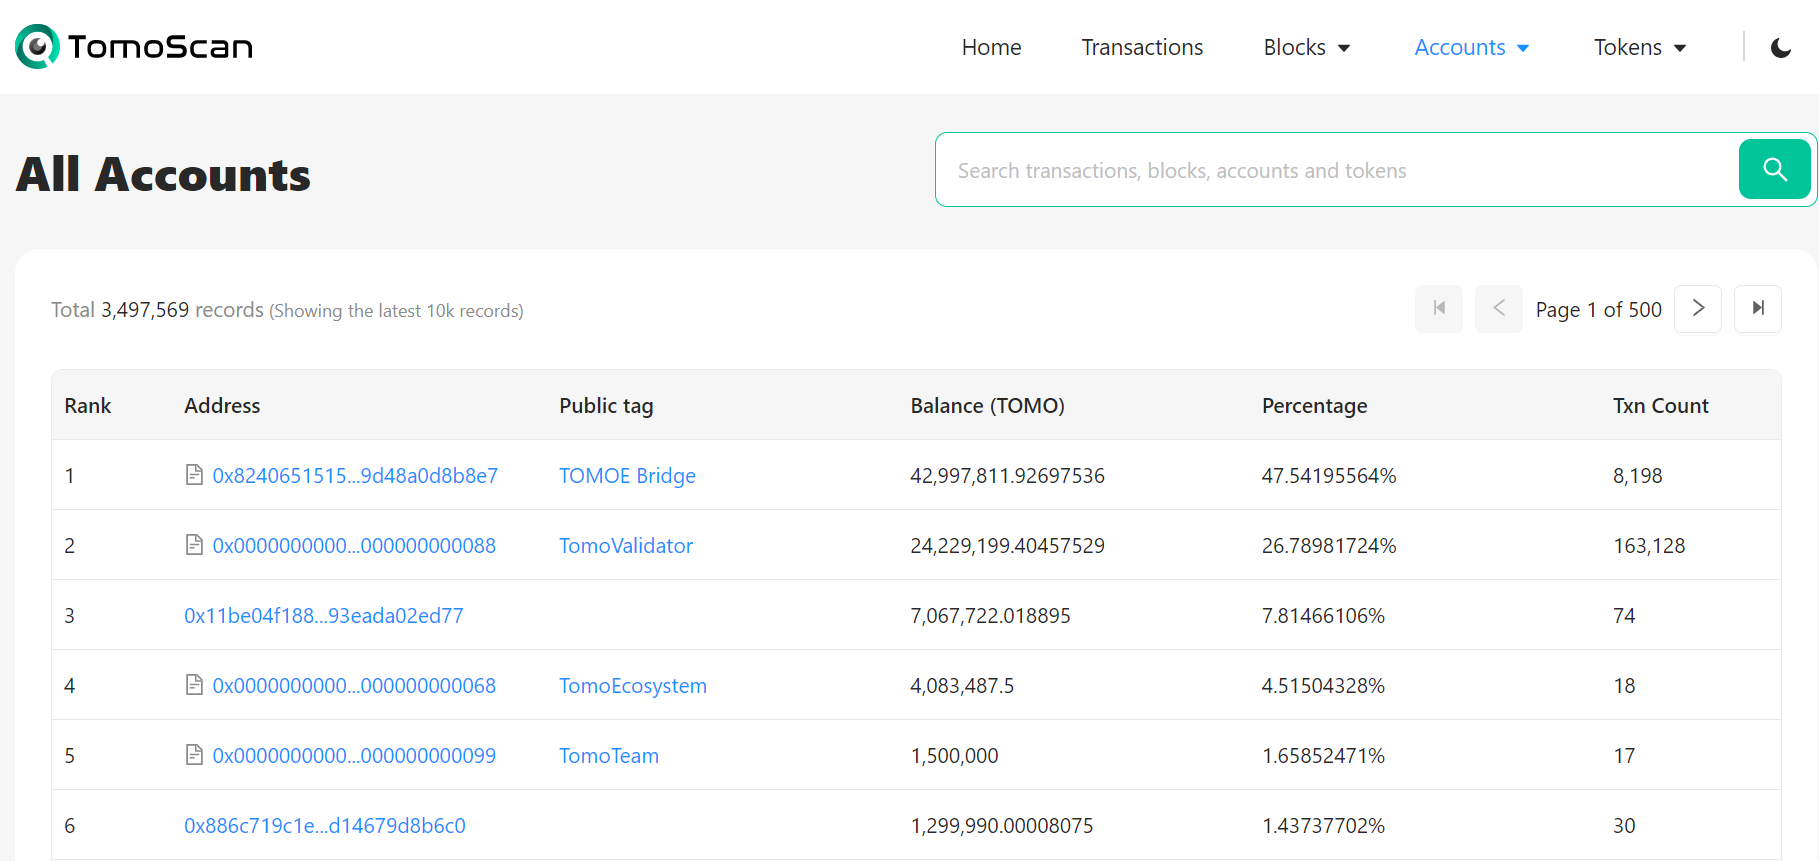 TomoScan
Home Transactions Blocks Accounts Tokens
All Accounts
Search transactions, blocks, accounts and tokens
Total 3,497,569 records (Showing the latest 10k records)
Page 1 of 500
Rank Address Public tag Balance (TOMO) Percentage Txn Count
1 0x8240651515...9d48a0d8b8e7 TOMOE Bridge 42,997,811.92697536 47.54195564% 8,198
2 0x0000000000...000000000088 TomoValidator 24,229,199.40457529 26.78981724% 163,128
3 0x11be04f188...93eada02ed77 7,067,722.018895 7.81466106% 74
4 0x0000000000...000000000068 TomoEcosystem 4,083,487.5 4.51504328% 18
5 0x0000000000...000000000099 TomoTeam 1,500,000 1.65852471% 17
6 0x886c719c1e...d14679d8b6c0 1,299,990.00008075 1.43737702% 30